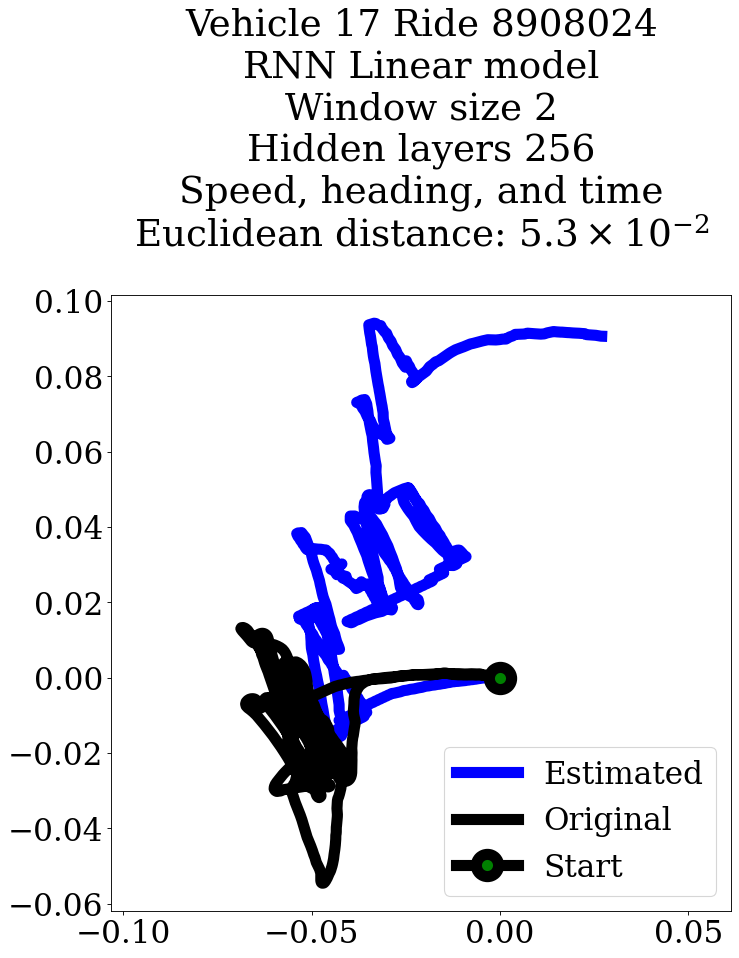 Vehicle 17 Ride 8908024
RNN Linear model
Window size 2
Hidden layers 256
Speed, heading, and time
Euclidean distance: 5.3 × 10⁻²
0.10
0.08
0.06
0.04
0.02
0.00
−0.02
−0.04
−0.06
−0.10
−0.05
0.00
0.05
Estimated
Original
Start